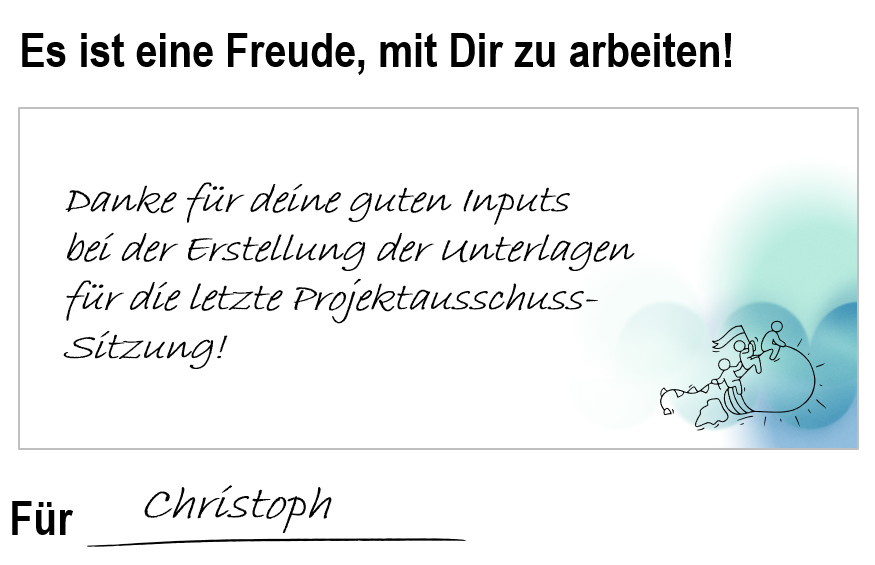 Es ist eine Freude, mit Dir zu arbeiten!
Danke für deine guten Inputs
bei der Erstellung der Unterlagen
für die letzte Projektausschuss-
Sitzung!
Für Christoph